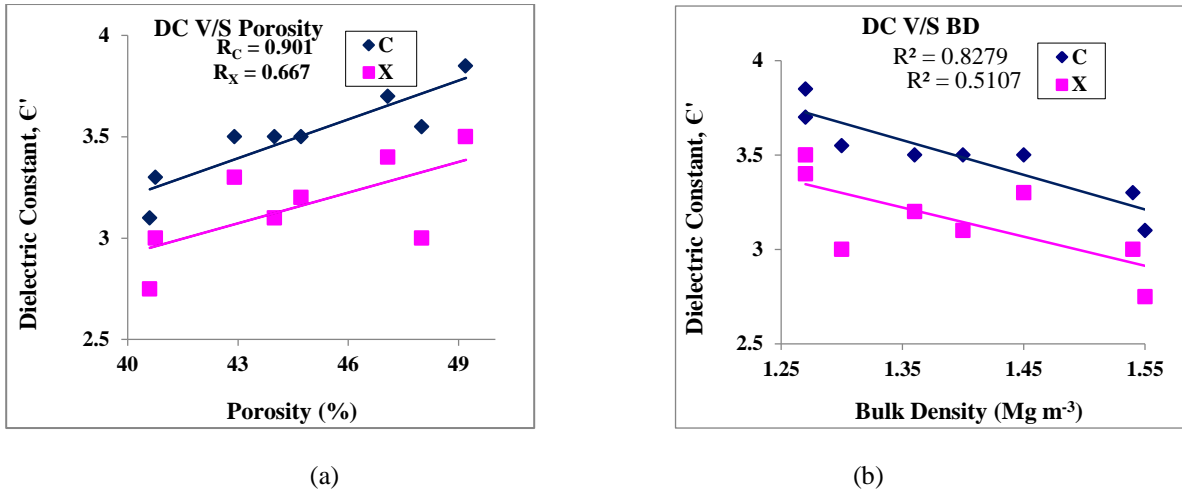 DC V/S Porosity
R_C = 0.901
R_X = 0.667
C
X
4
3.5
3
2.5
40
43
46
49
Dielectric Constant, Є'
Porosity (%)
(a)
DC V/S BD
R² = 0.8279
R² = 0.5107
C
X
4
3.5
3
2.5
1.25
1.35
1.45
1.55
Dielectric Constant, Є'
Bulk Density (Mg m⁻³)
(b)